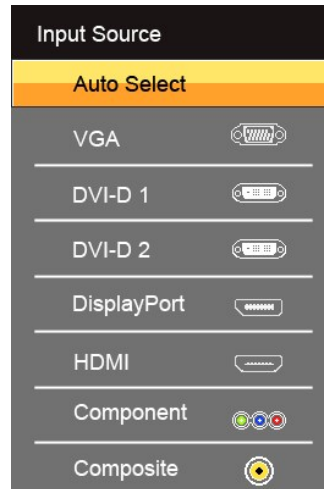 Input Source
Auto Select
VGA
DVI-D 1
DVI-D 2
DisplayPort
HDMI
Component
Composite